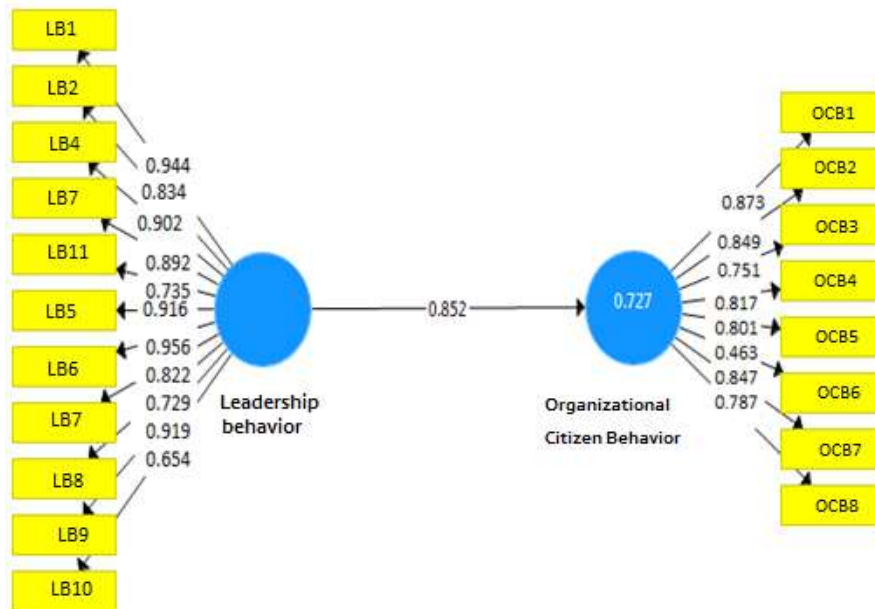 LB1
LB2
LB4
LB7
LB11
LB5
LB6
LB7
LB8
LB9
LB10
0.944
0.834
0.902
0.892
0.735
0.916
0.956
0.822
0.729
0.919
0.654
Leadership
behavior
0.852
0.727
Organizational
Citizen Behavior
0.873
0.849
0.751
0.817
0.801
0.463
0.847
0.787
OCB1
OCB2
OCB3
OCB4
OCB5
OCB6
OCB7
OCB8